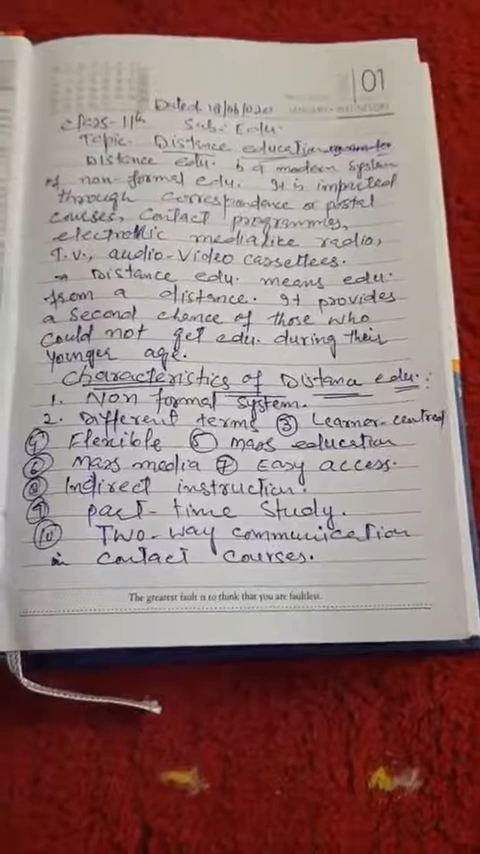 01
JANUARY - WEDNESDAY
Dated 18/06/020
class-11th Sub: Edu.
Topic- Distance education
Distance edu. is a modern system
of non-formal edu. It is imparted
through correspondence or postal
courses, Contact programmes,
electronic media like radio,
T.V., audio-Video cassettees.
→ Distance edu. means edu.
from a distance. It provides
a second chance of those who
could not get edu. during their
younger age.
Characteristics of Distance edu.:
1. Non formal system.
2. Different terms ③ Learner-centred
④ Flexible ⑤ mass education
⑥ Mass media ⑦ Easy access.
⑧ Indirect instruction.
⑨ part-time study.
⑩ Two-way communication
in contact courses.
The greatest fault is to think that you are faultless.